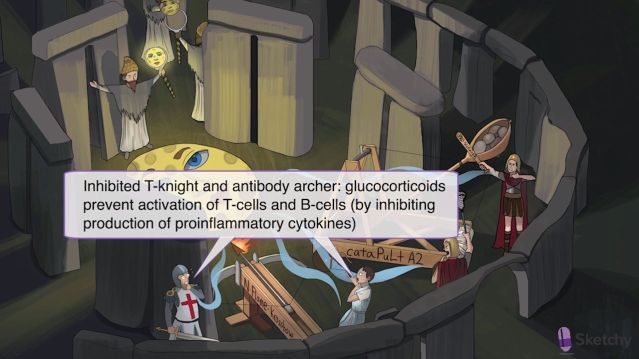 Inhibited T-knight and antibody archer: glucocorticoids
prevent activation of T-cells and B-cells (by inhibiting
production of proinflammatory cytokines)
cataPuLt A2
Sketchy